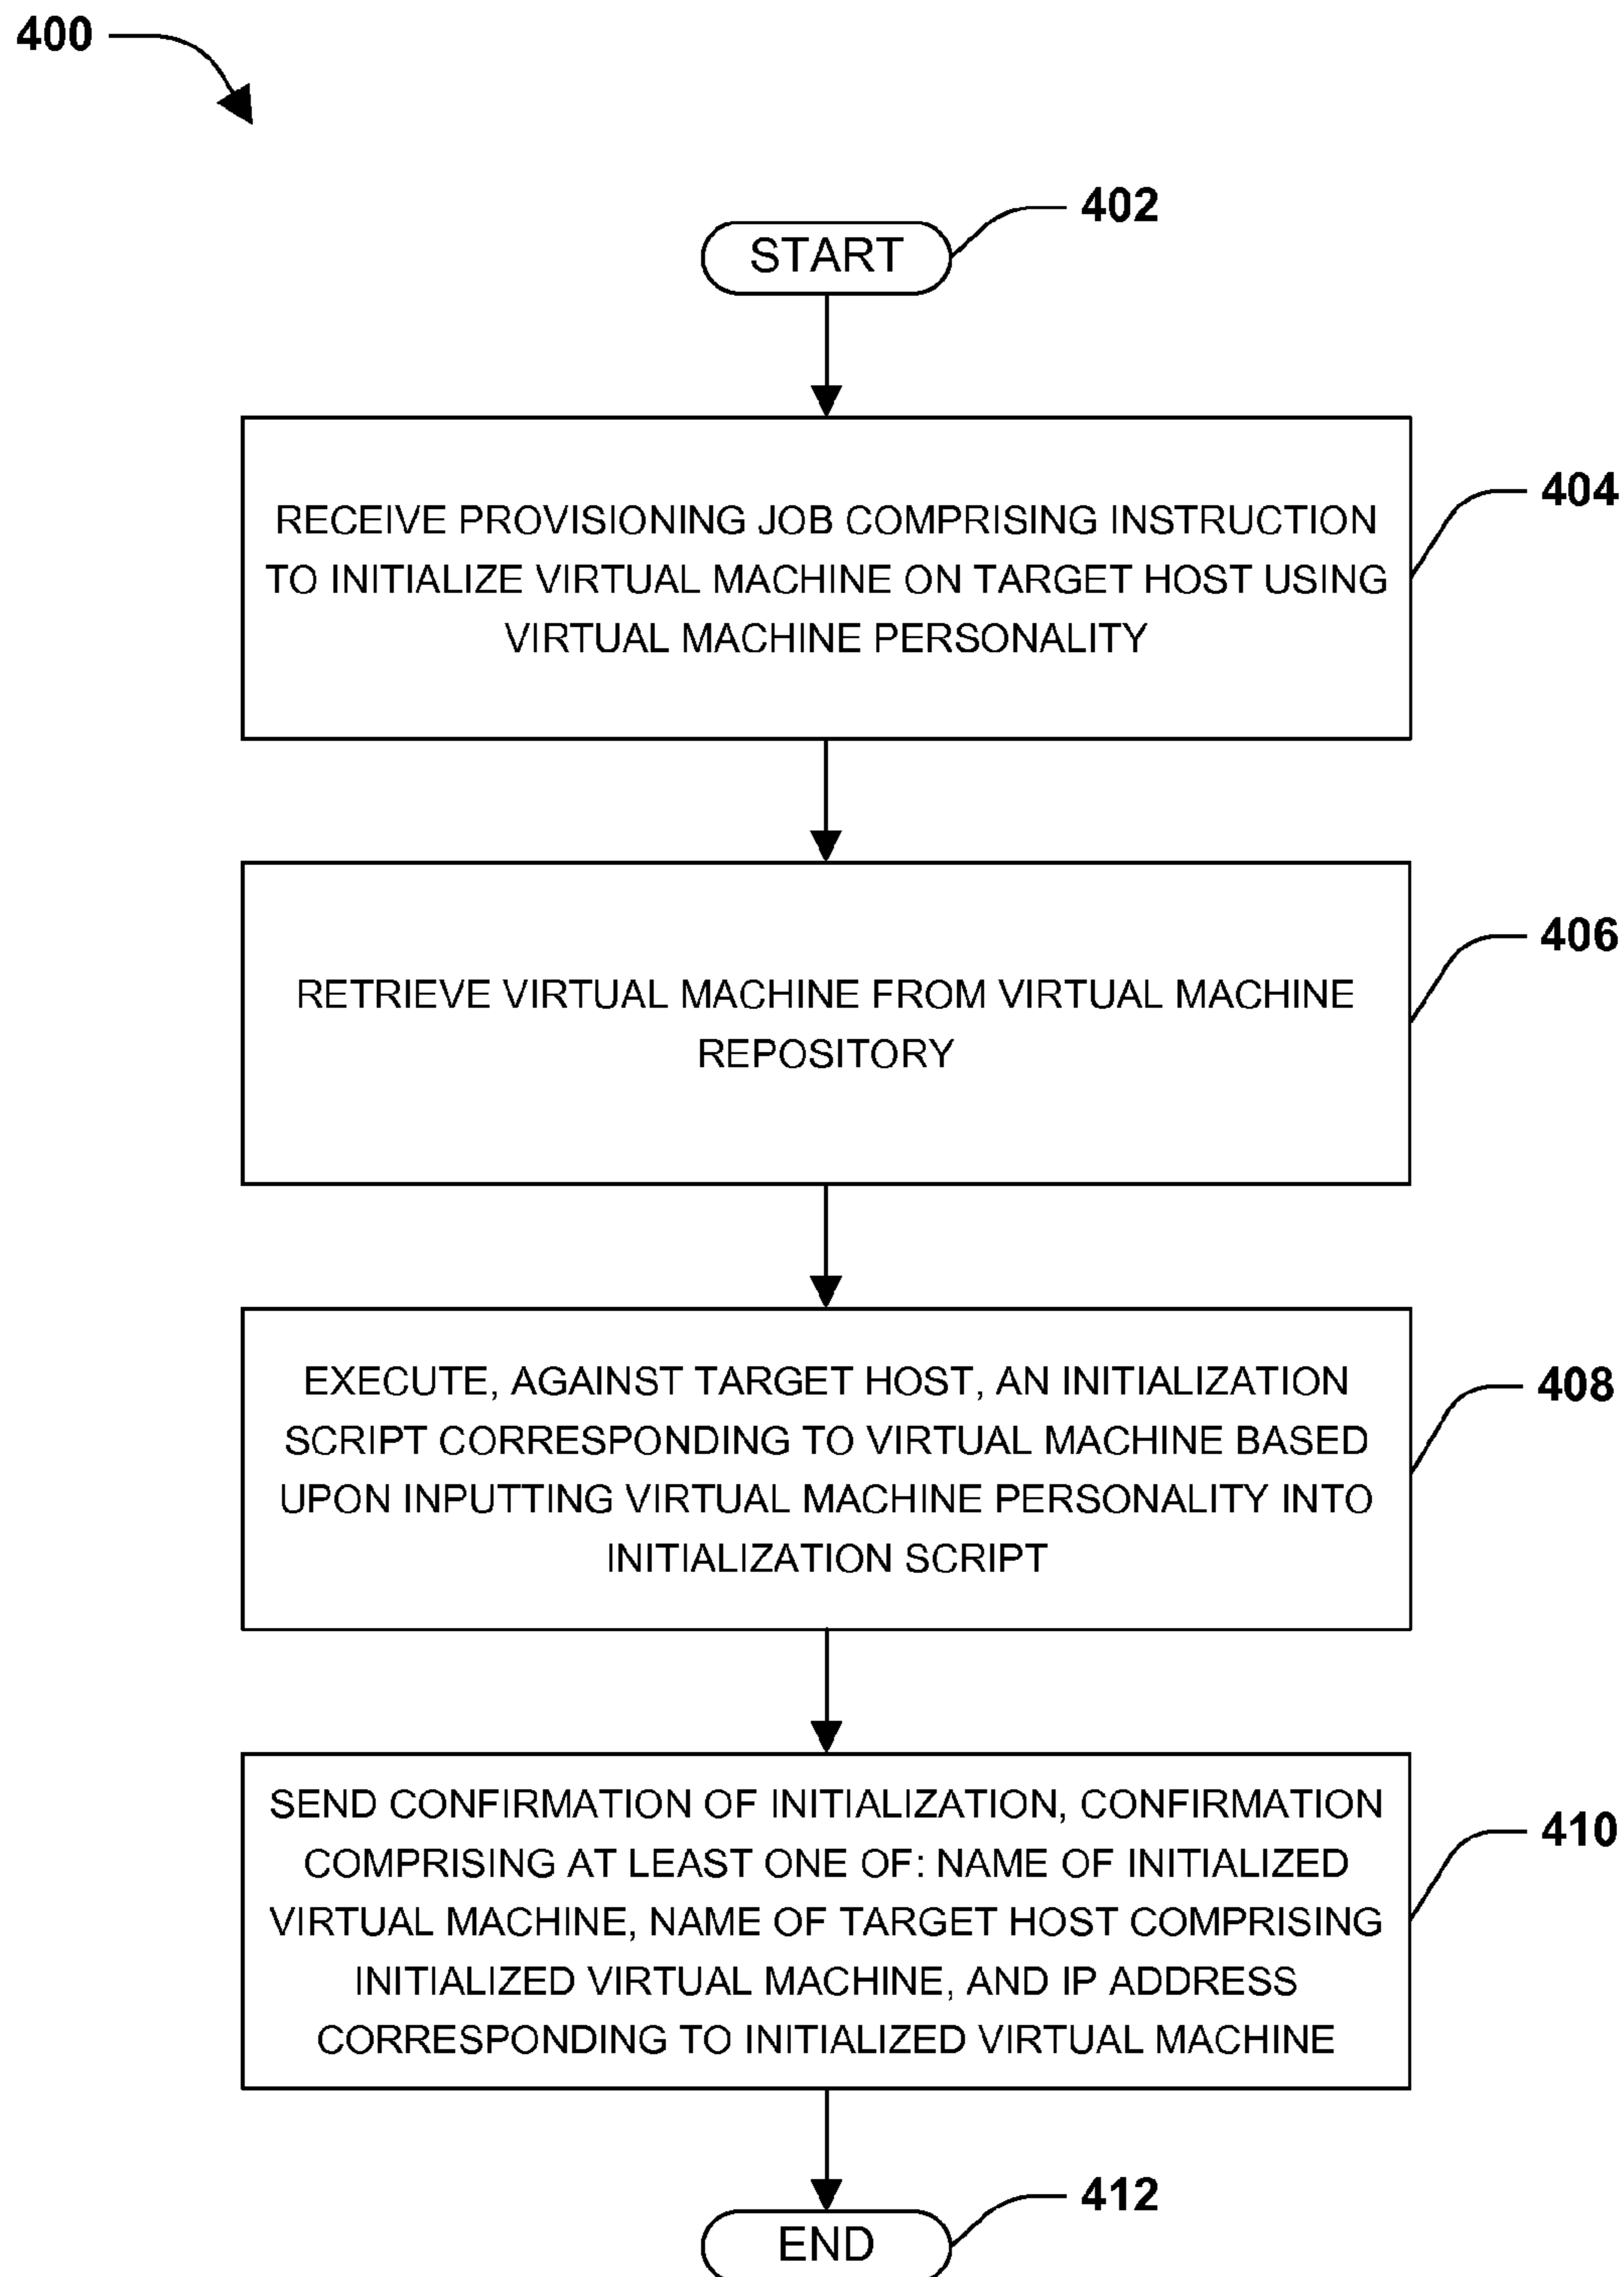 400
402
START
404
RECEIVE PROVISIONING JOB COMPRISING INSTRUCTION
TO INITIALIZE VIRTUAL MACHINE ON TARGET HOST USING
VIRTUAL MACHINE PERSONALITY
406
RETRIEVE VIRTUAL MACHINE FROM VIRTUAL MACHINE
REPOSITORY
408
EXECUTE, AGAINST TARGET HOST, AN INITIALIZATION
SCRIPT CORRESPONDING TO VIRTUAL MACHINE BASED
UPON INPUTTING VIRTUAL MACHINE PERSONALITY INTO
INITIALIZATION SCRIPT
410
SEND CONFIRMATION OF INITIALIZATION, CONFIRMATION
COMPRISING AT LEAST ONE OF: NAME OF INITIALIZED
VIRTUAL MACHINE, NAME OF TARGET HOST COMPRISING
INITIALIZED VIRTUAL MACHINE, AND IP ADDRESS
CORRESPONDING TO INITIALIZED VIRTUAL MACHINE
412
END